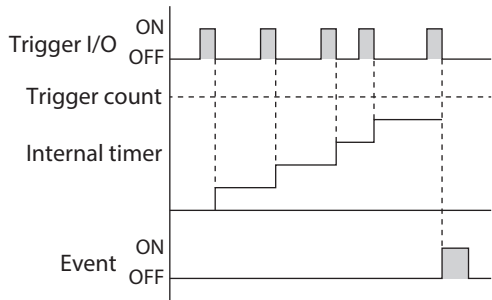 ON
Trigger I/O
OFF
Trigger count
Internal timer
ON
Event
OFF